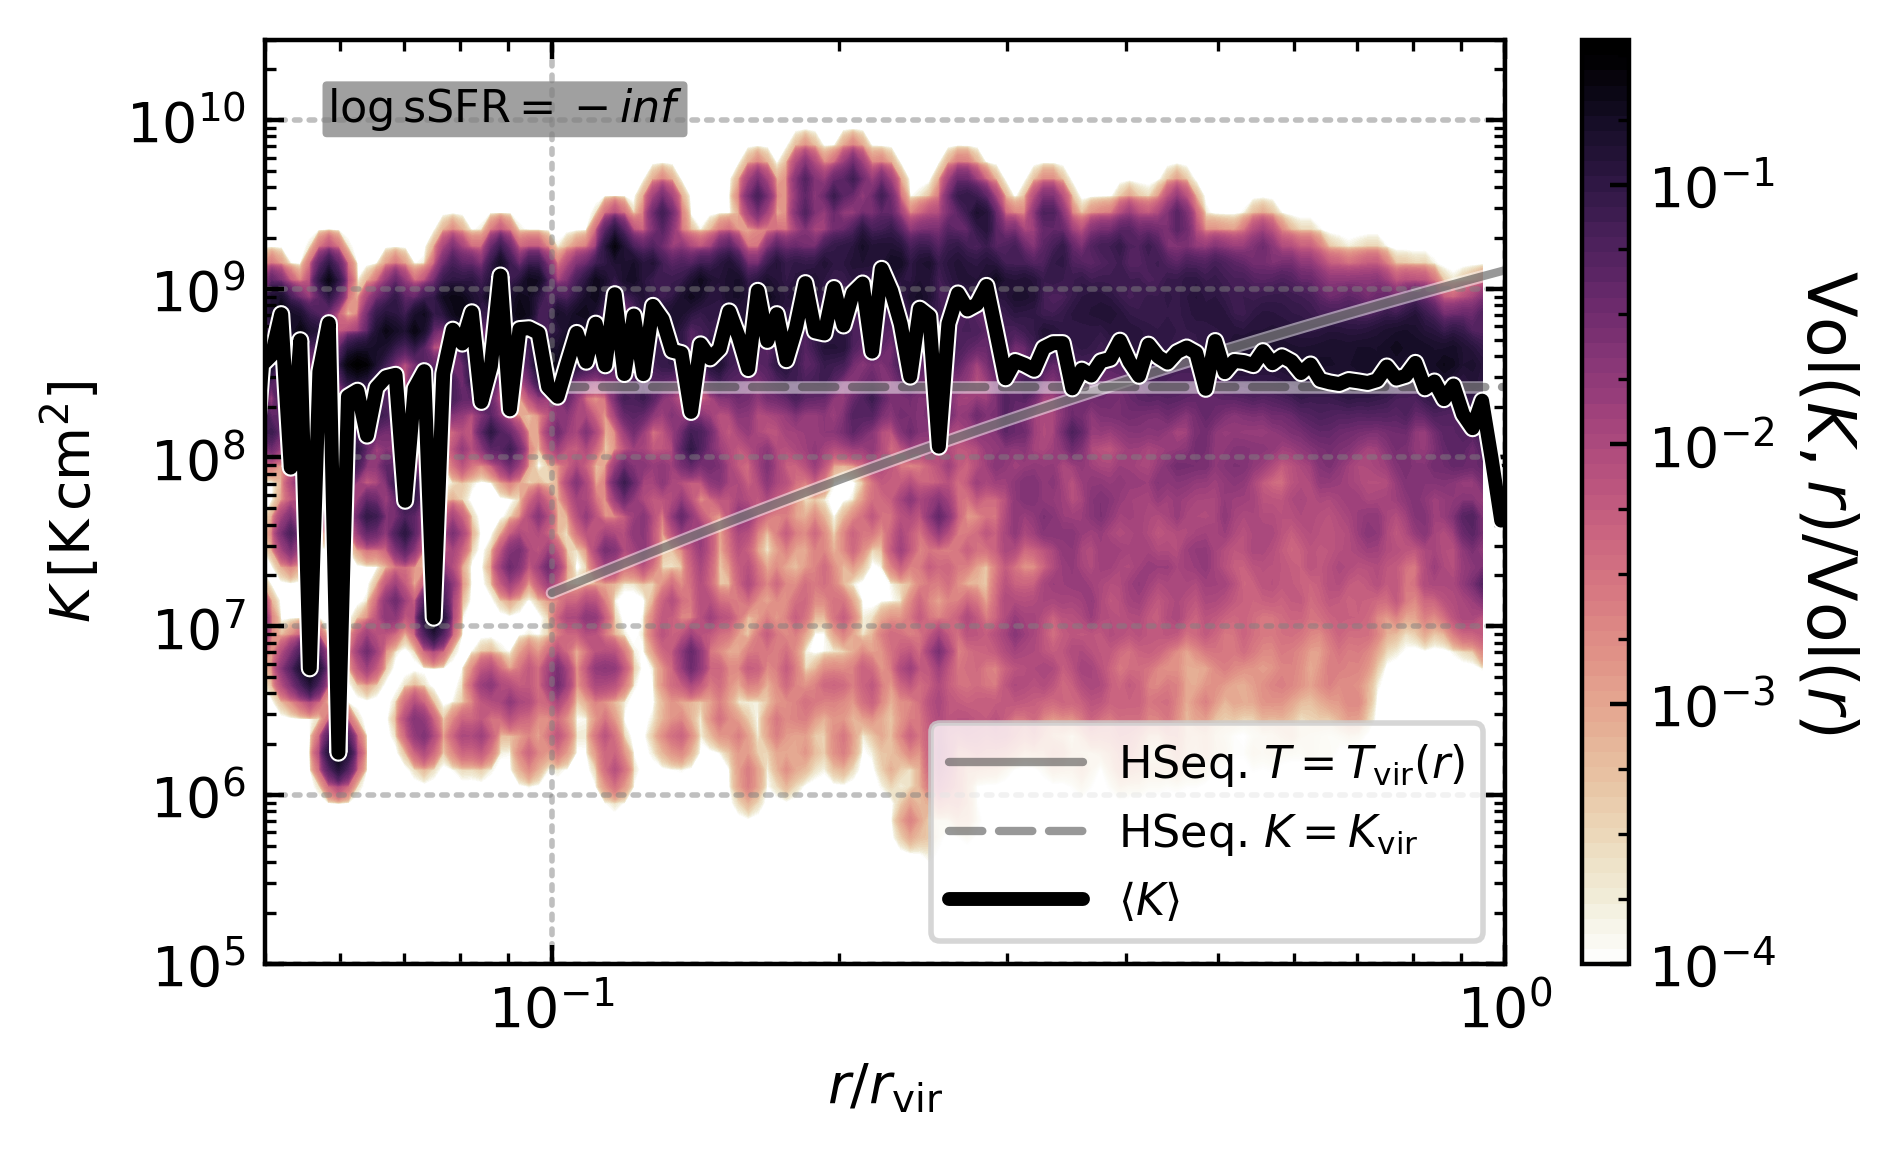 log sSFR = −inf
10^10
10^9
10^8
10^7
10^6
10^5
K [K cm^2]
10^−1
10^0
r/r_vir
HSeq. T = T_vir(r)
HSeq. K = K_vir
⟨K⟩
10^−1
10^−2
10^−3
10^−4
Vol(K, r)/Vol(r)